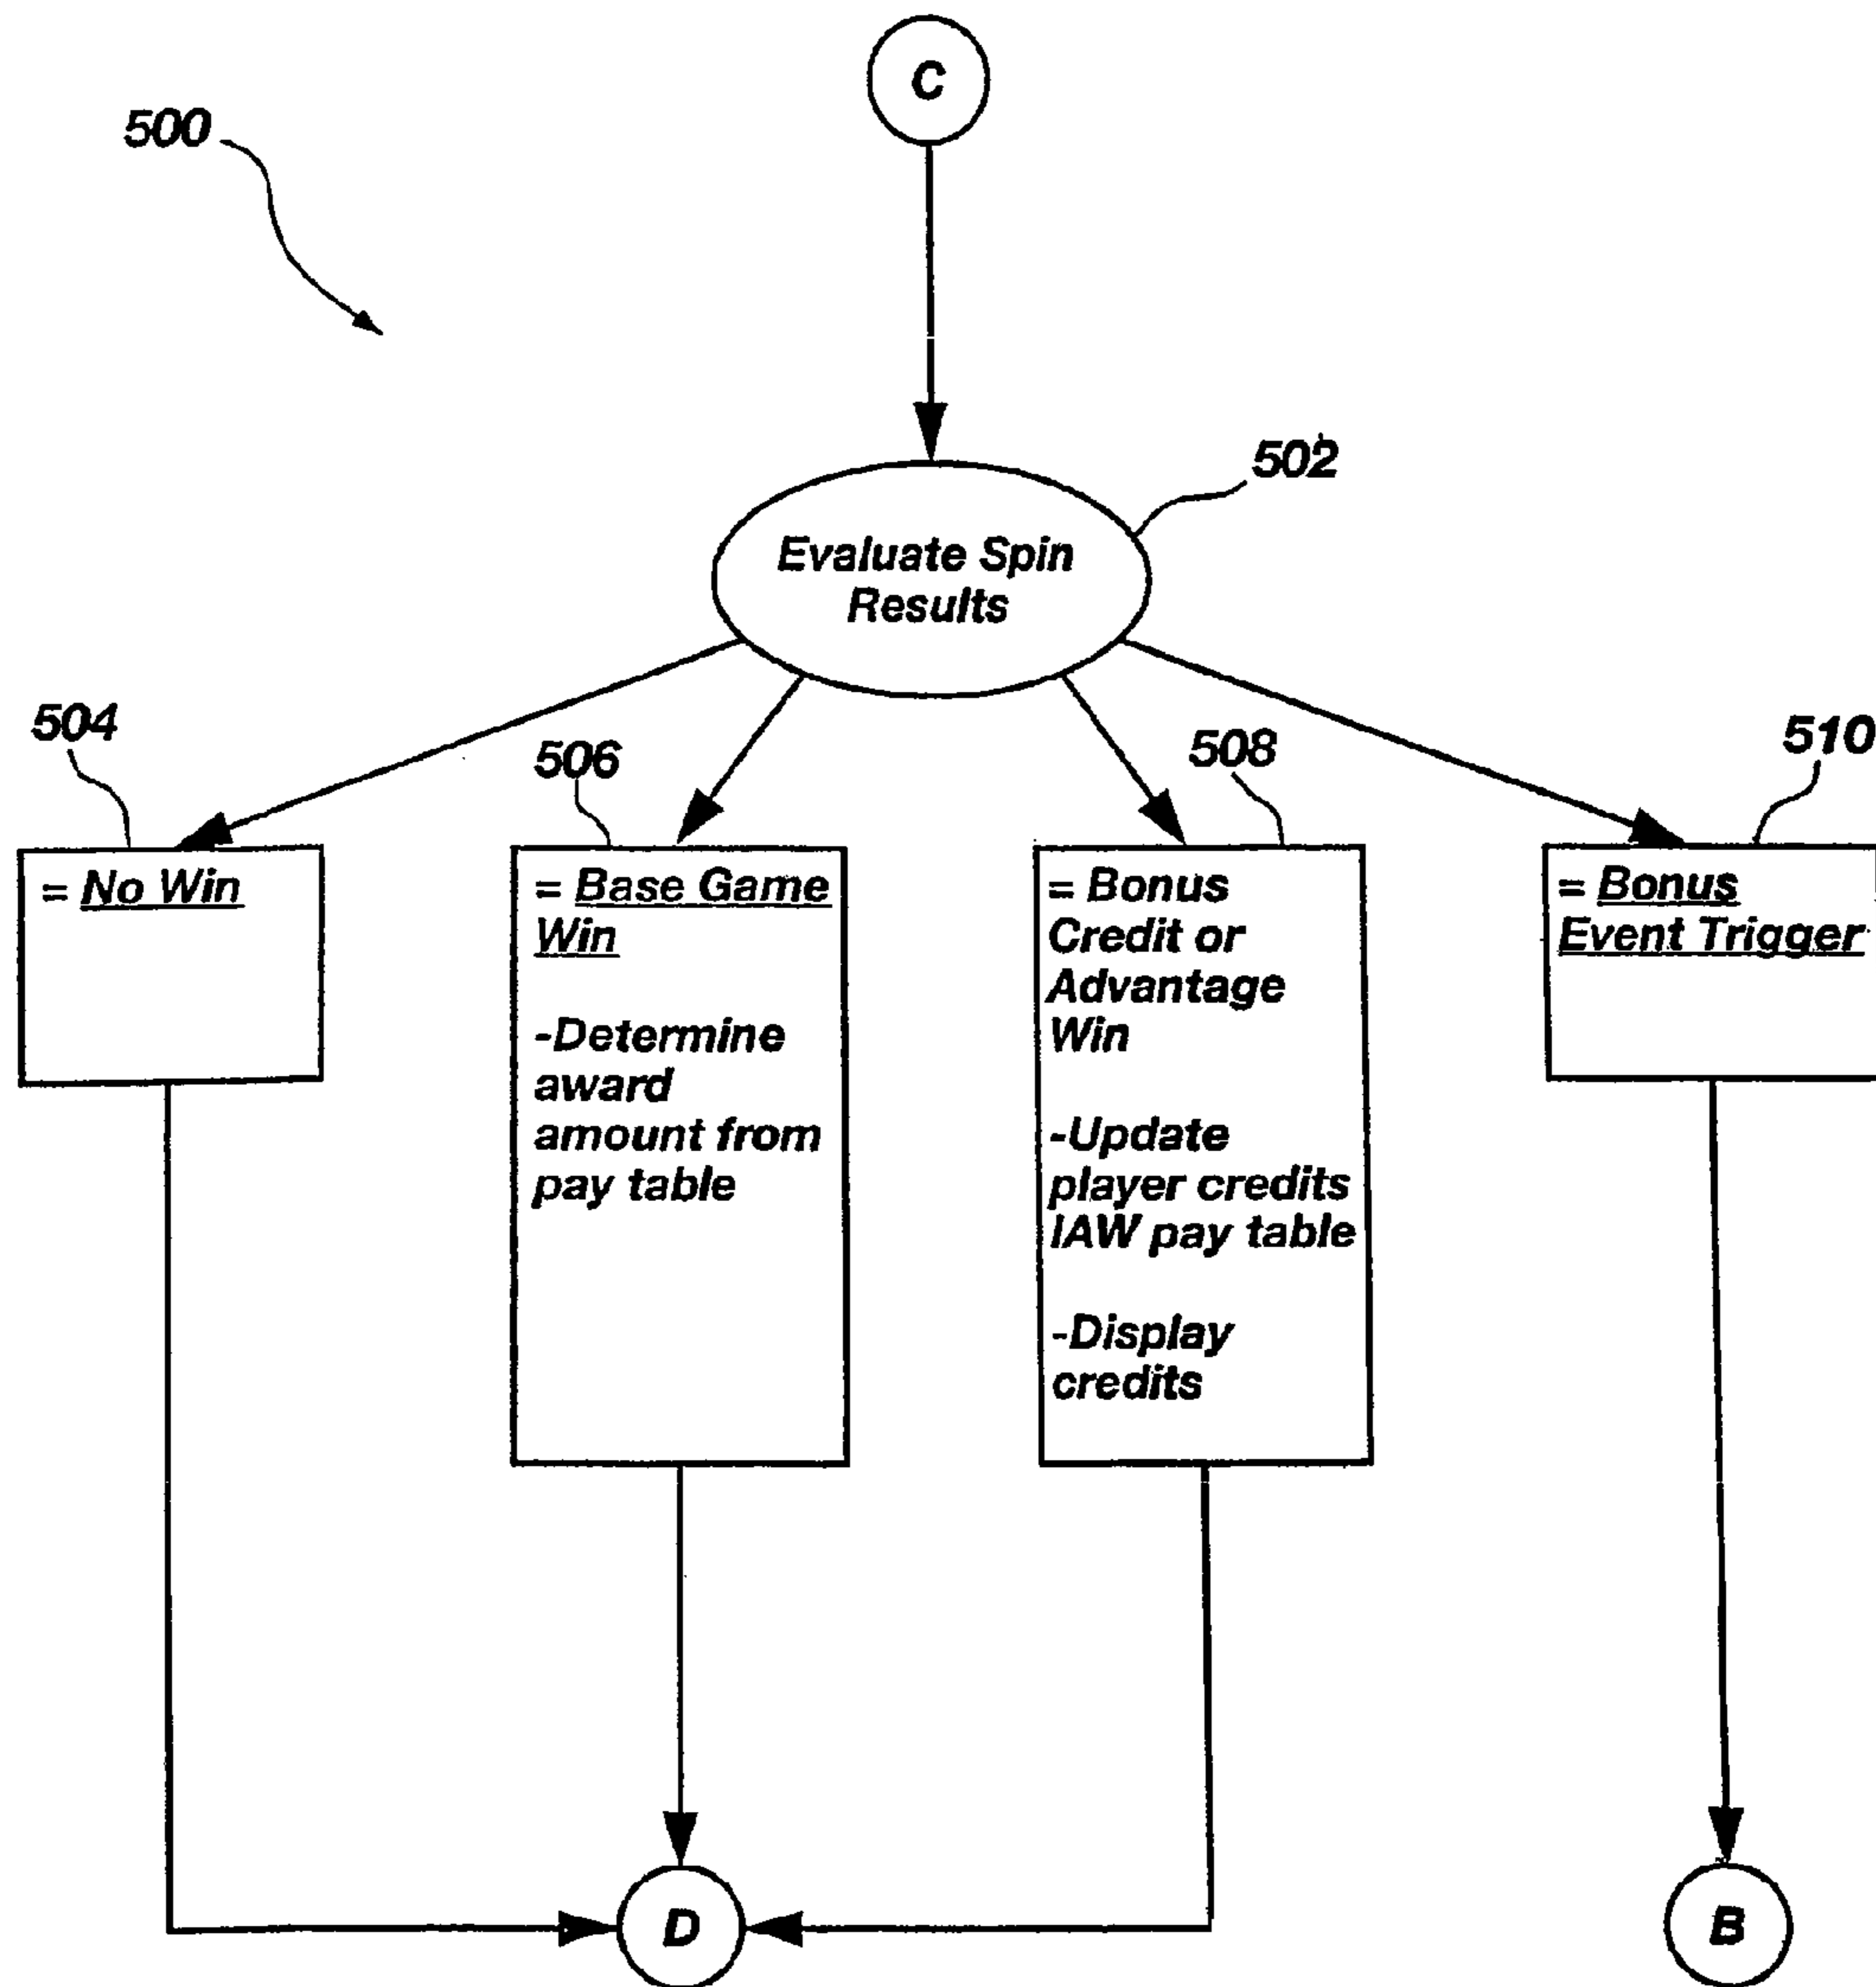 C
500
502
Evaluate Spin
Results
504
506
508
510
= No Win
= Base Game
Win
-Determine
award
amount from
pay table
= Bonus
Credit or
Advantage
Win
-Update
player credits
IAW pay table
-Display
credits
= Bonus
Event Trigger
D
B